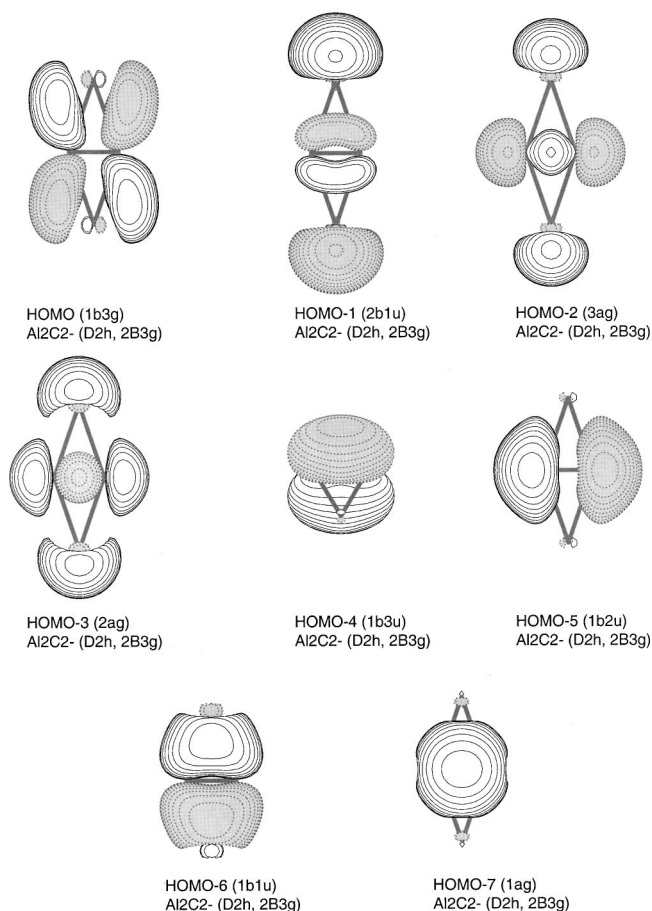 HOMO (1b3g)
Al2C2- (D2h, 2B3g)
HOMO-1 (2b1u)
Al2C2- (D2h, 2B3g)
HOMO-2 (3ag)
Al2C2- (D2h, 2B3g)
HOMO-3 (2ag)
Al2C2- (D2h, 2B3g)
HOMO-4 (1b3u)
Al2C2- (D2h, 2B3g)
HOMO-5 (1b2u)
Al2C2- (D2h, 2B3g)
HOMO-6 (1b1u)
Al2C2- (D2h, 2B3g)
HOMO-7 (1ag)
Al2C2- (D2h, 2B3g)